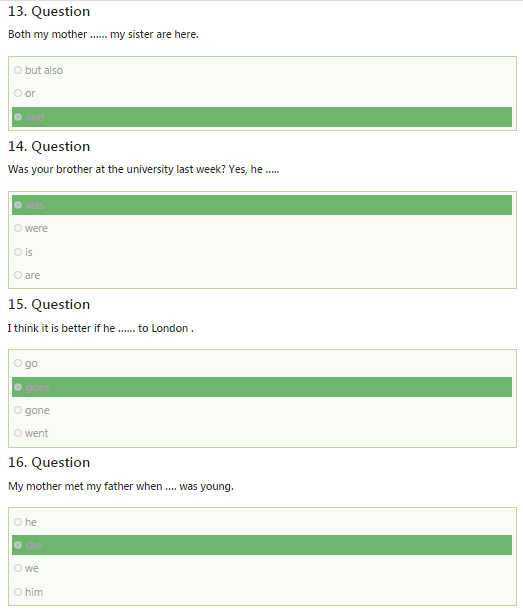 13. Question
Both my mother ...... my sister are here.
but also
or
and
14. Question
Was your brother at the university last week? Yes, he .....
was
were
is
are
15. Question
I think it is better if he ...... to London .
go
goes
gone
went
16. Question
My mother met my father when .... was young.
he
she
we
him